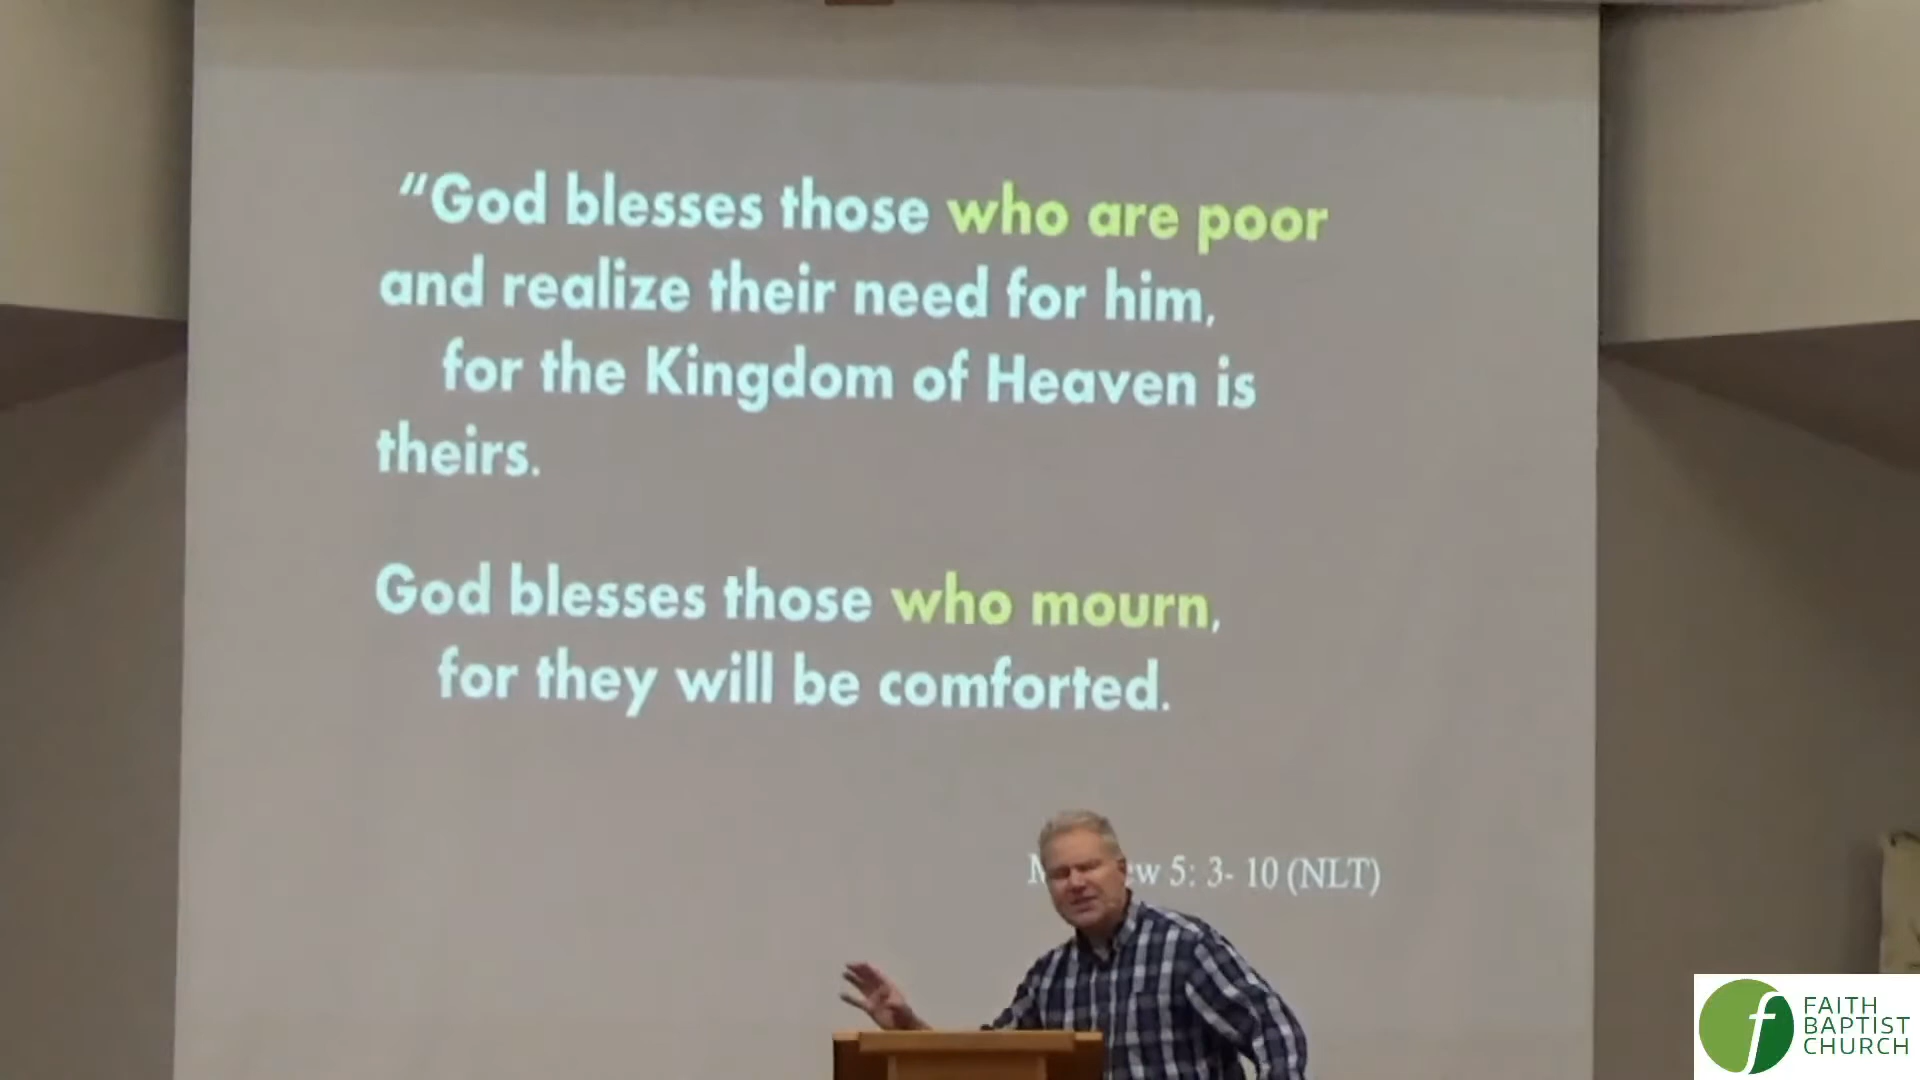 “God blesses those who are poor
and realize their need for him,
for the Kingdom of Heaven is
theirs.
God blesses those who mourn,
for they will be comforted.
5: 3- 10 (NLT)
f
FAITH
BAPTIST
CHURCH